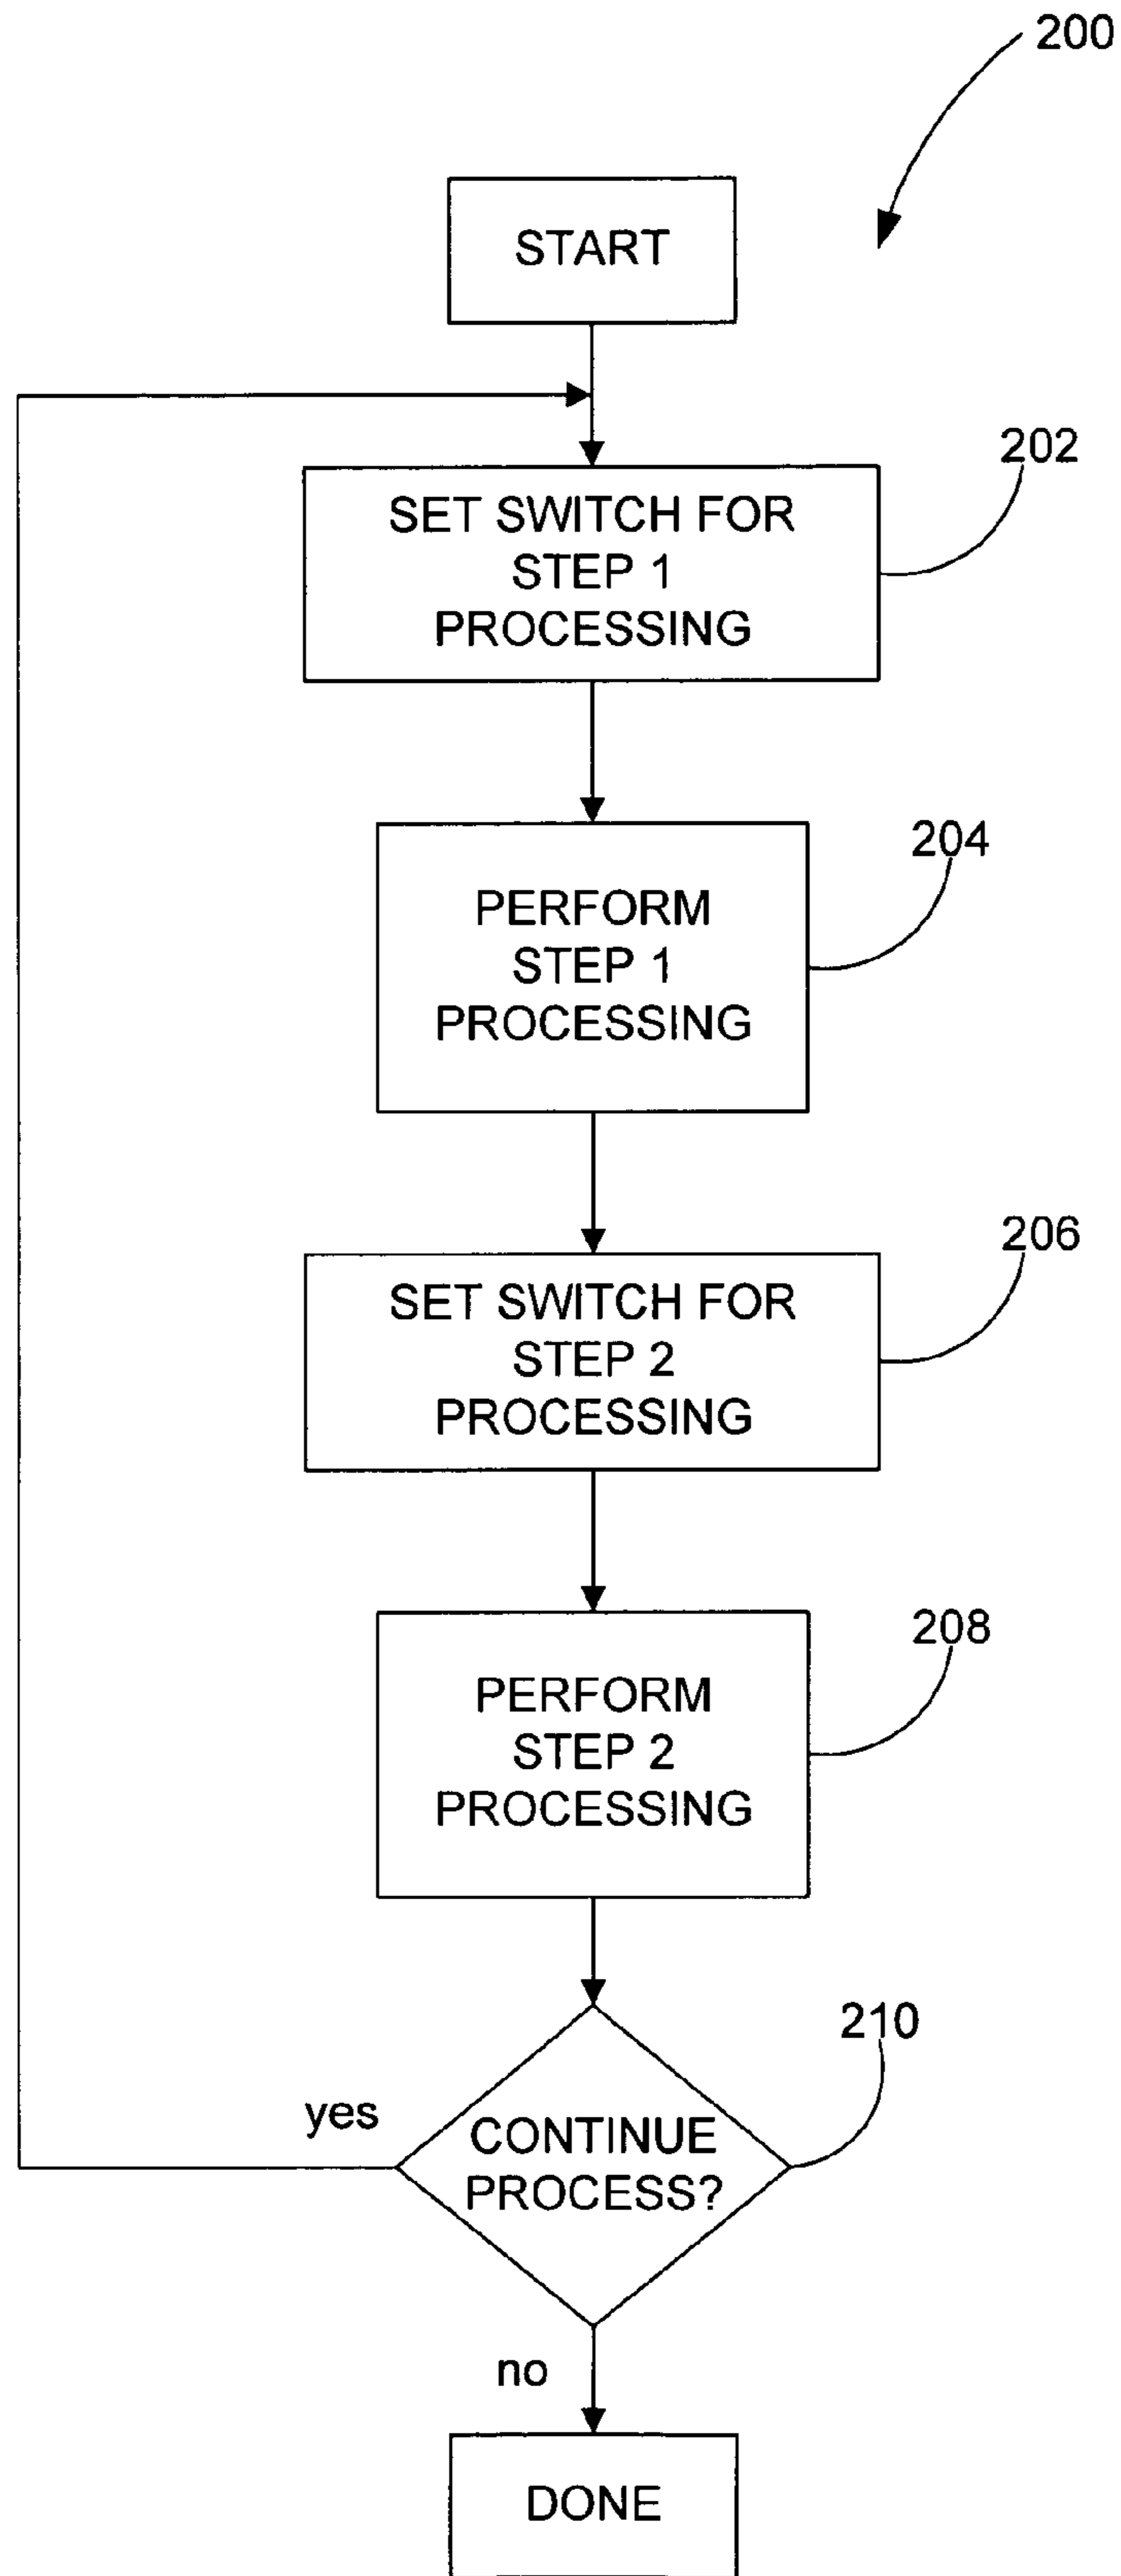 200
START
202
SET SWITCH FOR
STEP 1
PROCESSING
204
PERFORM
STEP 1
PROCESSING
206
SET SWITCH FOR
STEP 2
PROCESSING
208
PERFORM
STEP 2
PROCESSING
210
yes
CONTINUE
PROCESS?
no
DONE